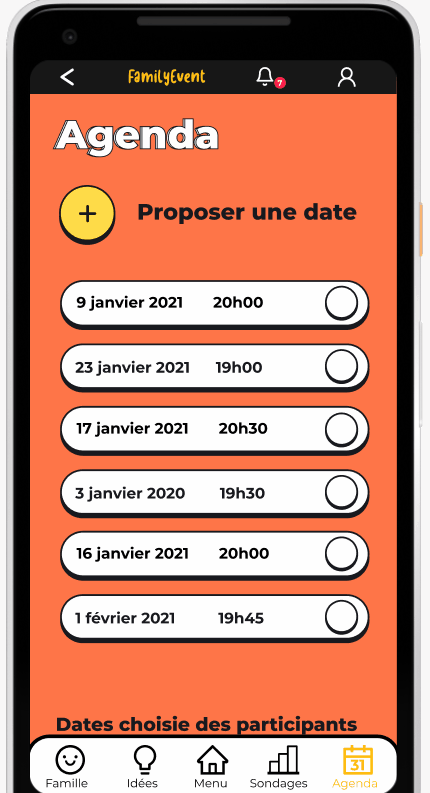 FamilyEvent
7
Agenda
+ Proposer une date
9 janvier 2021 20h00
23 janvier 2021 19h00
17 janvier 2021 20h30
3 janvier 2020 19h30
16 janvier 2021 20h00
1 février 2021 19h45
Dates choisie des participants
31
Famille Idées Menu Sondages Agenda